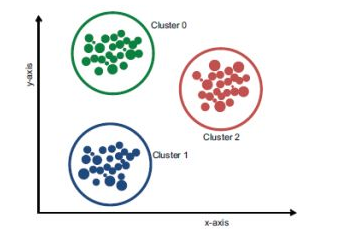 Cluster 0
y-axis
Cluster 2
Cluster 1
x-axis